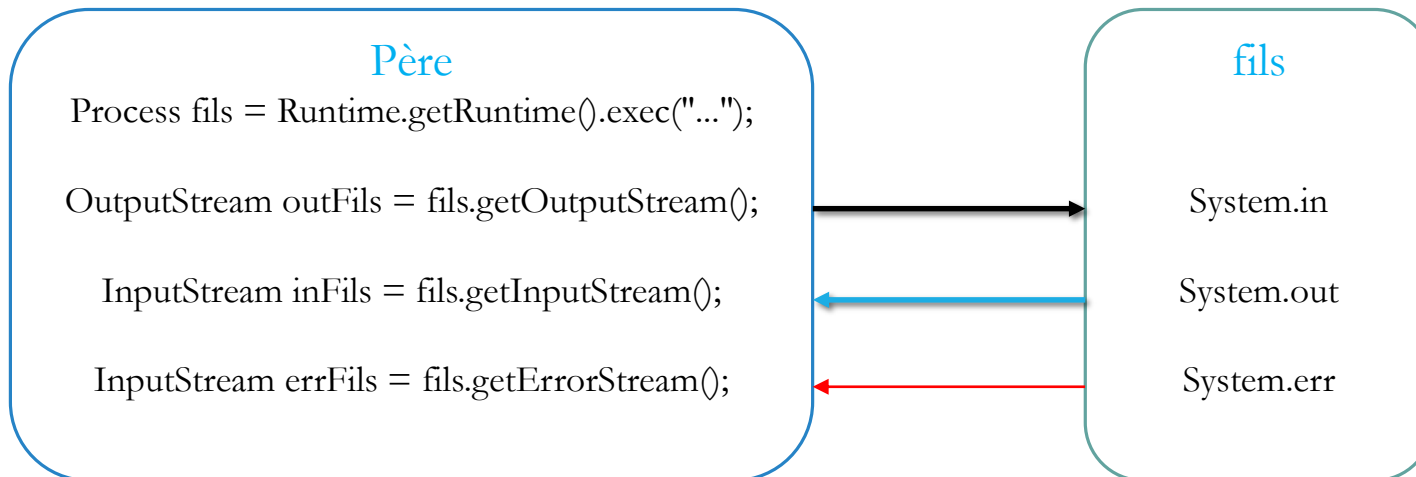 Père
fils
Process fils = Runtime.getRuntime().exec("...");
OutputStream outFils = fils.getOutputStream();
System.in
InputStream inFils = fils.getInputStream();
System.out
InputStream errFils = fils.getErrorStream();
System.err